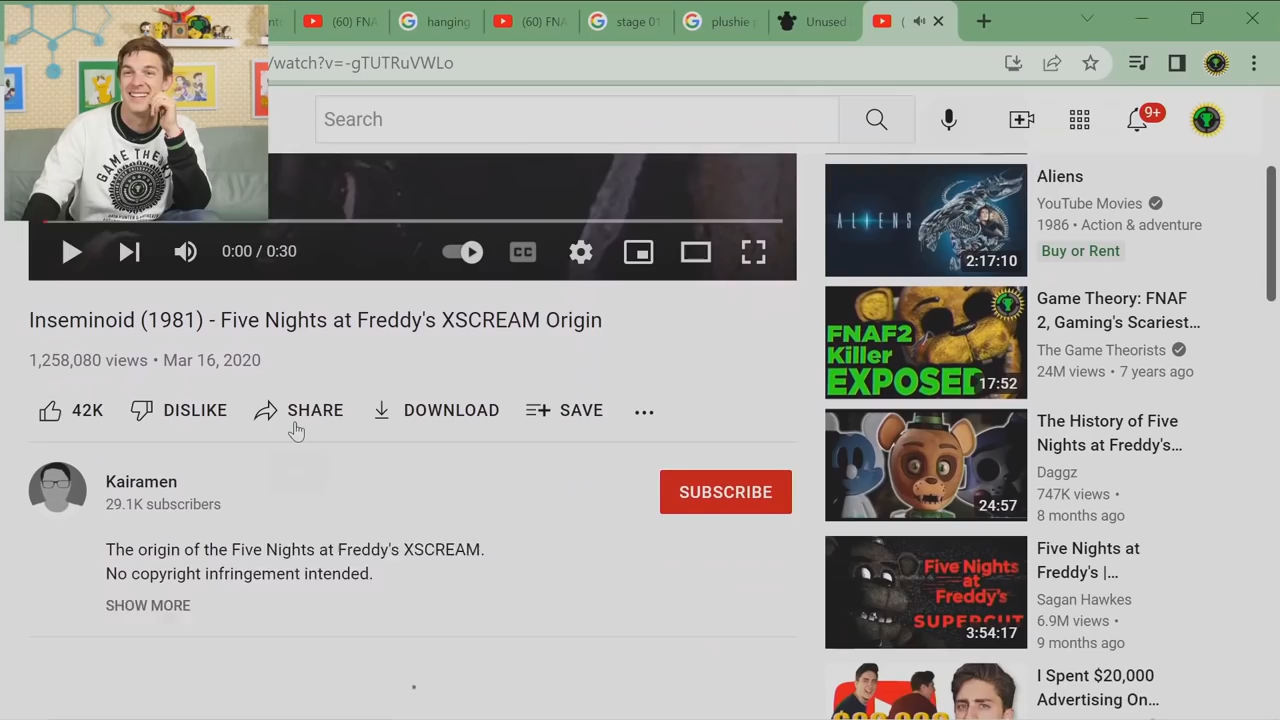 (60) FNA
hanging
(60) FNA
stage 01
plushie
Unused
(
/watch?v=-gTUTRuVWLo
GAME THE
Search
9+
0:00 / 0:30
CC
Inseminoid (1981) - Five Nights at Freddy's XSCREAM Origin
1,258,080 views • Mar 16, 2020
42K
DISLIKE
SHARE
DOWNLOAD
SAVE
Kairamen
29.1K subscribers
SUBSCRIBE
The origin of the Five Nights at Freddy's XSCREAM.
No copyright infringement intended.
SHOW MORE
ALIENS
2:17:10
Aliens
YouTube Movies
1986 • Action & adventure
Buy or Rent
FNAF2
Killer
EXPOSED
17:52
Game Theory: FNAF
2, Gaming's Scariest...
The Game Theorists
24M views • 7 years ago
24:57
The History of Five
Nights at Freddy's...
Daggz
747K views •
8 months ago
Five Nights
at
Freddy's
SUPERCUT
3:54:17
Five Nights at
Freddy's |...
Sagan Hawkes
6.9M views •
9 months ago
I Spent $20,000
Advertising On...